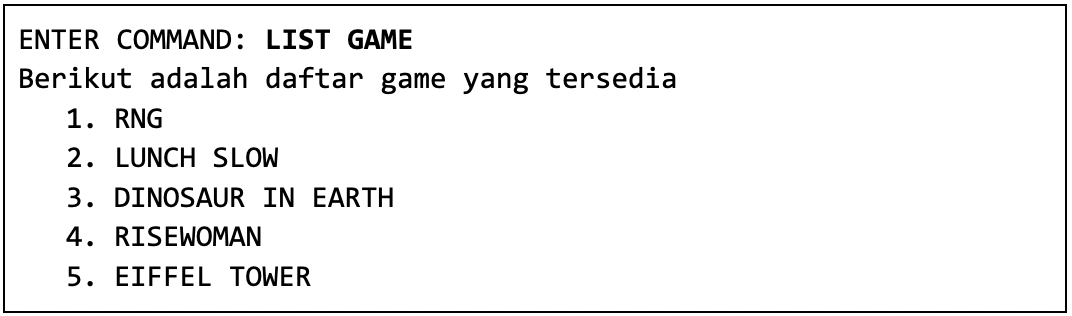 ENTER COMMAND: LIST GAME
Berikut adalah daftar game yang tersedia
1. RNG
2. LUNCH SLOW
3. DINOSAUR IN EARTH
4. RISEWOMAN
5. EIFFEL TOWER